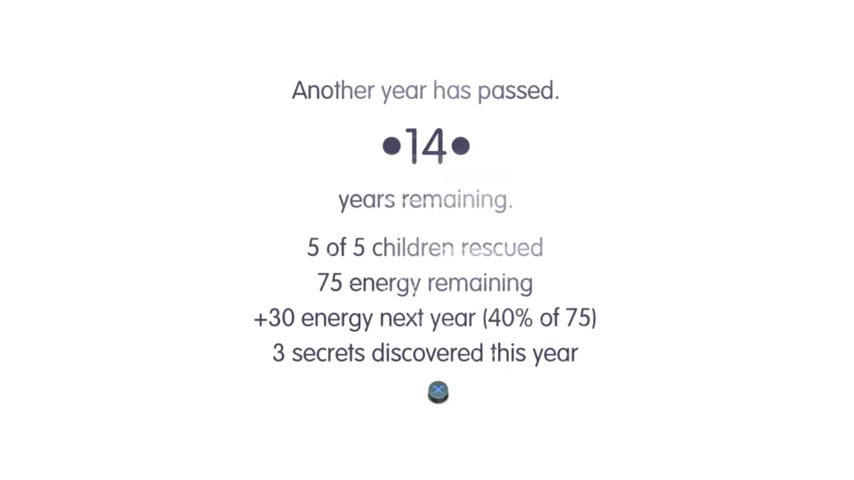 Another year has passed.
•14•
years remaining.
5 of 5 children rescued
75 energy remaining
+30 energy next year (40% of 75)
3 secrets discovered this year